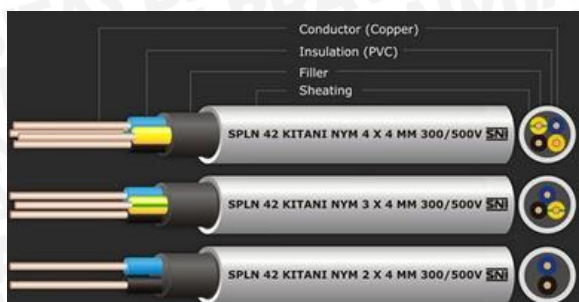 Conductor (Copper)
Insulation (PVC)
Filler
Sheating
SPLN 42 KITANI NYM 4 X 4 MM 300/500V SNI
SPLN 42 KITANI NYM 3 X 4 MM 300/500V SNI
SPLN 42 KITANI NYM 2 X 4 MM 300/500V SNI